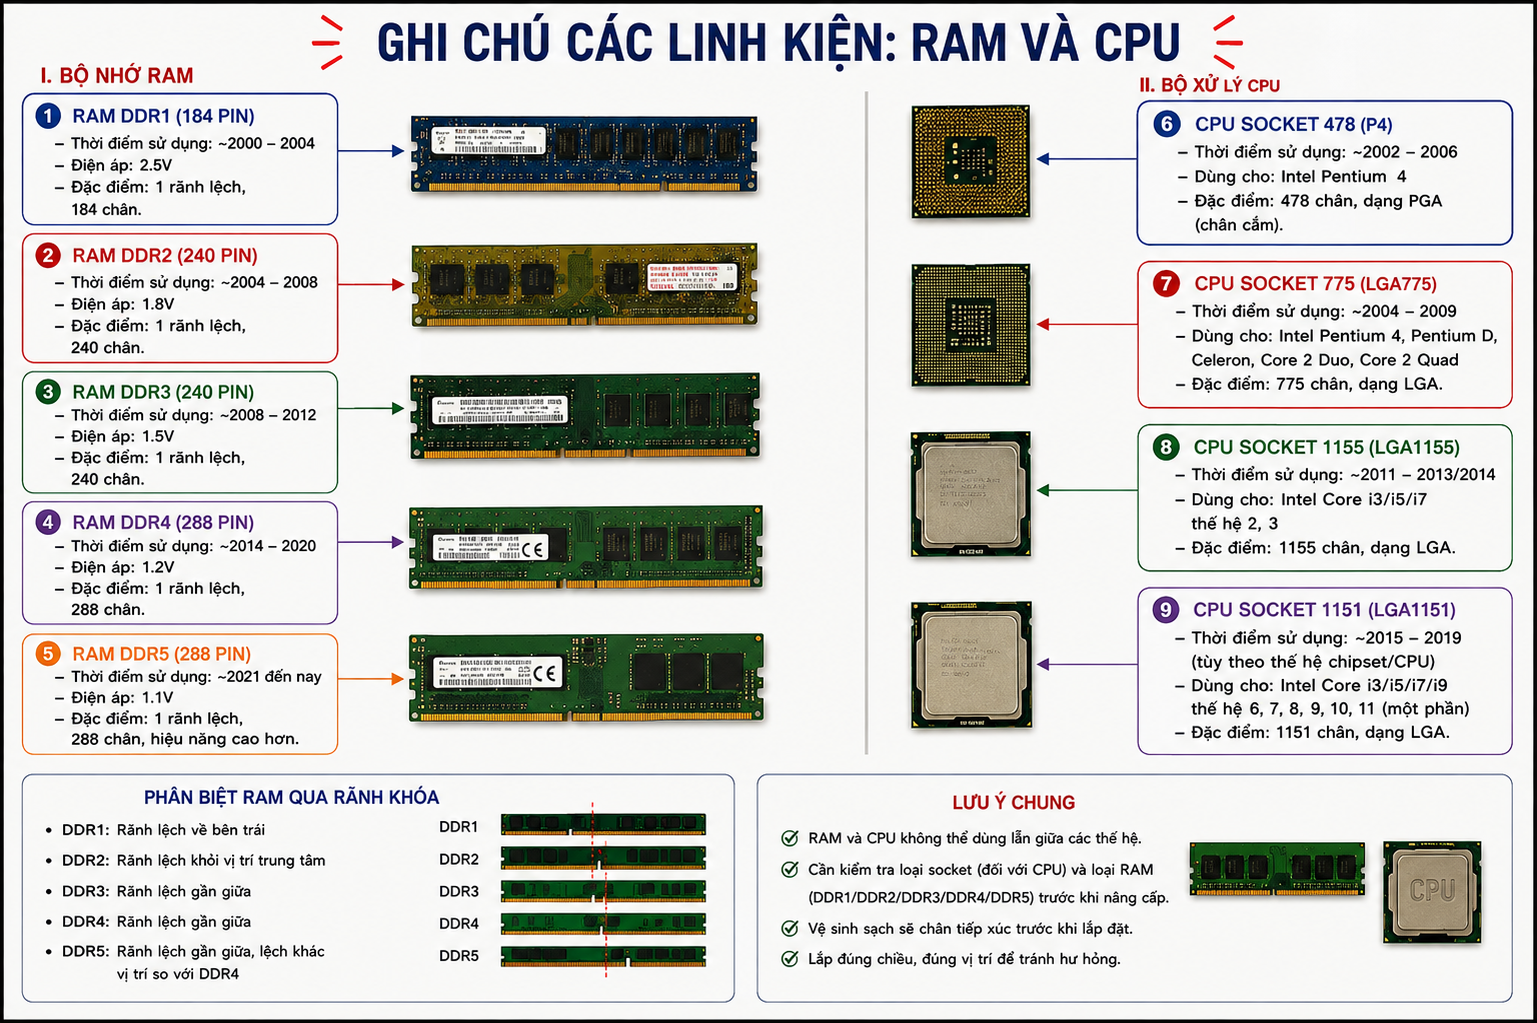 GHI CHÚ CÁC LINH KIỆN: RAM VÀ CPU
I. BỘ NHỚ RAM
1 RAM DDR1 (184 PIN)
– Thời điểm sử dụng: ~2000 – 2004
– Điện áp: 2.5V
– Đặc điểm: 1 rãnh lệch,
184 chân.
2 RAM DDR2 (240 PIN)
– Thời điểm sử dụng: ~2004 – 2008
– Điện áp: 1.8V
– Đặc điểm: 1 rãnh lệch,
240 chân.
3 RAM DDR3 (240 PIN)
– Thời điểm sử dụng: ~2008 – 2012
– Điện áp: 1.5V
– Đặc điểm: 1 rãnh lệch,
240 chân.
4 RAM DDR4 (288 PIN)
– Thời điểm sử dụng: ~2014 – 2020
– Điện áp: 1.2V
– Đặc điểm: 1 rãnh lệch,
288 chân.
5 RAM DDR5 (288 PIN)
– Thời điểm sử dụng: ~2021 đến nay
– Điện áp: 1.1V
– Đặc điểm: 1 rãnh lệch,
288 chân, hiệu năng cao hơn.
CE
CE
II. BỘ XỬ LÝ CPU
6 CPU SOCKET 478 (P4)
– Thời điểm sử dụng: ~2002 – 2006
– Dùng cho: Intel Pentium 4
– Đặc điểm: 478 chân, dạng PGA
(chân cắm).
7 CPU SOCKET 775 (LGA775)
– Thời điểm sử dụng: ~2004 – 2009
– Dùng cho: Intel Pentium 4, Pentium D,
Celeron, Core 2 Duo, Core 2 Quad
– Đặc điểm: 775 chân, dạng LGA.
8 CPU SOCKET 1155 (LGA1155)
– Thời điểm sử dụng: ~2011 – 2013/2014
– Dùng cho: Intel Core i3/i5/i7
thế hệ 2, 3
– Đặc điểm: 1155 chân, dạng LGA.
9 CPU SOCKET 1151 (LGA1151)
– Thời điểm sử dụng: ~2015 – 2019
(tùy theo thế hệ chipset/CPU)
– Dùng cho: Intel Core i3/i5/i7/i9
thế hệ 6, 7, 8, 9, 10, 11 (một phần)
– Đặc điểm: 1151 chân, dạng LGA.
PHÂN BIỆT RAM QUA RÃNH KHÓA
• DDR1: Rãnh lệch về bên trái
• DDR2: Rãnh lệch khỏi vị trí trung tâm
• DDR3: Rãnh lệch gần giữa
• DDR4: Rãnh lệch gần giữa
• DDR5: Rãnh lệch gần giữa, lệch khác
vị trí so với DDR4
DDR1
DDR2
DDR3
DDR4
DDR5
LƯU Ý CHUNG
RAM và CPU không thể dùng lẫn giữa các thế hệ.
Cần kiểm tra loại socket (đối với CPU) và loại RAM
(DDR1/DDR2/DDR3/DDR4/DDR5) trước khi nâng cấp.
Vệ sinh sạch sẽ chân tiếp xúc trước khi lắp đặt.
Lắp đúng chiều, đúng vị trí để tránh hư hỏng.
CPU